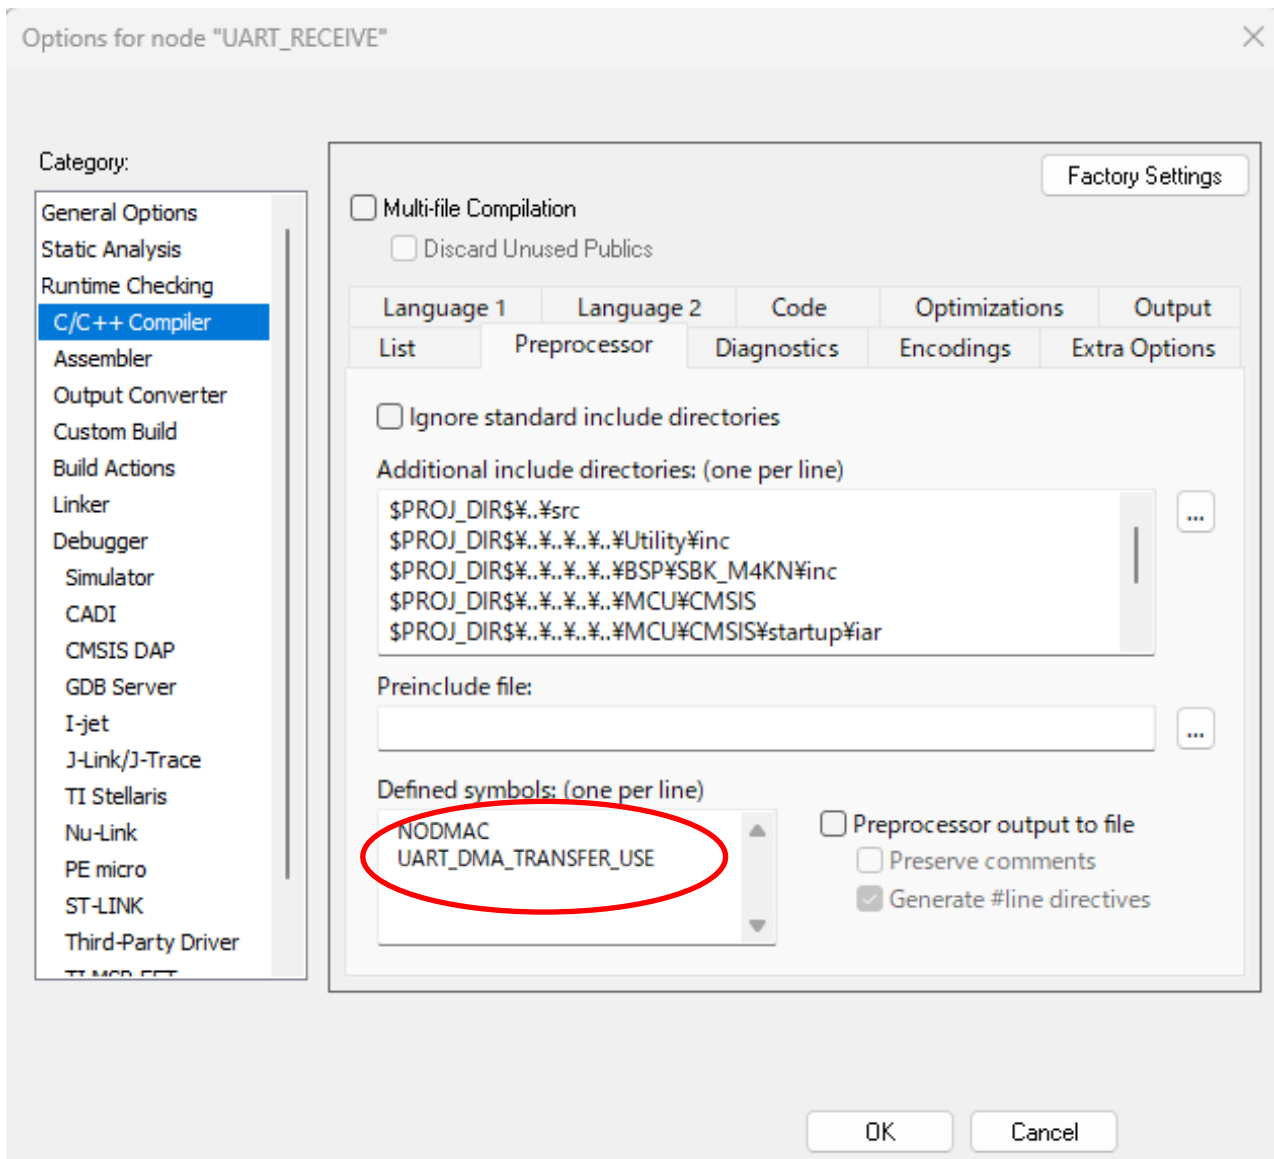 Options for node "UART_RECEIVE"
Category:
General Options
Static Analysis
Runtime Checking
C/C++ Compiler
Assembler
Output Converter
Custom Build
Build Actions
Linker
Debugger
Simulator
CADI
CMSIS DAP
GDB Server
I-jet
J-Link/J-Trace
TI Stellaris
Nu-Link
PE micro
ST-LINK
Third-Party Driver
Factory Settings
Multi-file Compilation
Discard Unused Publics
Language 1 Language 2 Code Optimizations Output
List Preprocessor Diagnostics Encodings Extra Options
Ignore standard include directories
Additional include directories: (one per line)
$PROJ_DIR$¥..¥src
$PROJ_DIR$¥..¥..¥..¥..¥Utility¥inc
$PROJ_DIR$¥..¥..¥..¥..¥BSP¥SBK_M4KN¥inc
$PROJ_DIR$¥..¥..¥..¥..¥MCU¥CMSIS
$PROJ_DIR$¥..¥..¥..¥..¥MCU¥CMSIS¥startup¥iar
...
Preinclude file:
...
Defined symbols: (one per line)
NODMAC
UART_DMA_TRANSFER_USE
Preprocessor output to file
Preserve comments
Generate #line directives
OK Cancel